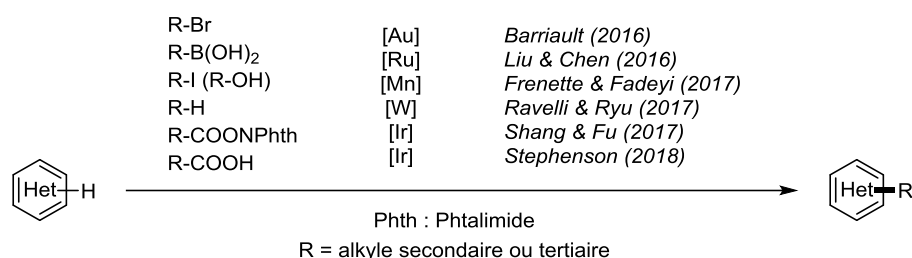 R-Br [Au] Barriault (2016)
R-B(OH)₂ [Ru] Liu & Chen (2016)
R-I (R-OH) [Mn] Frenette & Fadeyi (2017)
R-H [W] Ravelli & Ryu (2017)
R-COONPhth [Ir] Shang & Fu (2017)
R-COOH [Ir] Stephenson (2018)
Het H Het R
Phth : Phtalimide
R = alkyle secondaire ou tertiaire